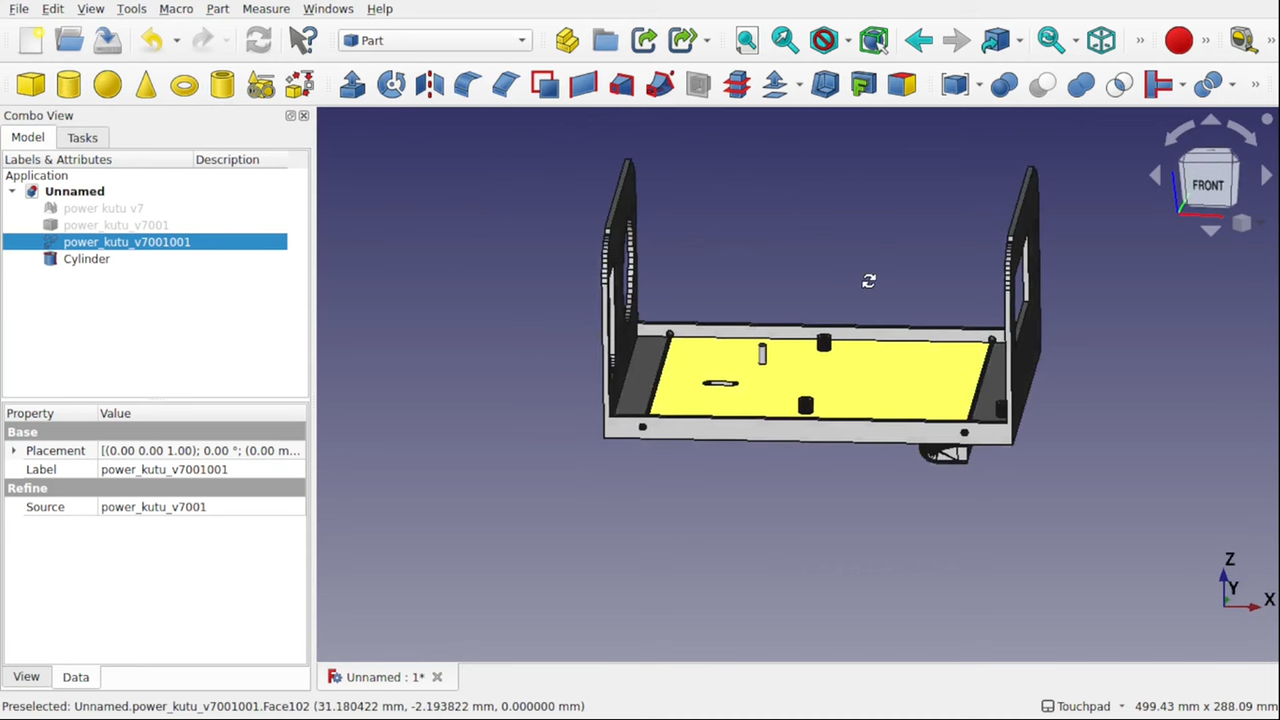 File Edit View Tools Macro Part Measure Windows Help
Part
Combo View
Model Tasks
Labels & Attributes Description
Application
Unnamed
power kutu v7
power_kutu_v7001
power_kutu_v7001001
Cylinder
Property Value
Base
Placement [(0.00 0.00 1.00); 0.00 °; (0.00 m...
Label power_kutu_v7001001
Refine
Source power_kutu_v7001
View Data
FRONT
Z
Y
X
Unnamed : 1*
Preselected: Unnamed.power_kutu_v7001001.Face102 (31.180422 mm, -2.193822 mm, 0.000000 mm)
Touchpad 499.43 mm x 288.09 mm